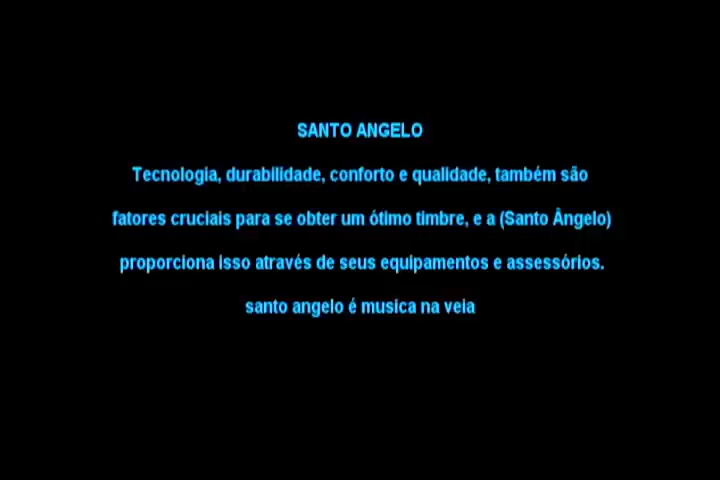 SANTO ANGELO
Tecnologia, durabilidade, conforto e qualidade, também são
fatores cruciais para se obter um ótimo timbre, e a (Santo Ângelo)
proporciona isso através de seus equipamentos e assessórios.
santo angelo é musica na veia